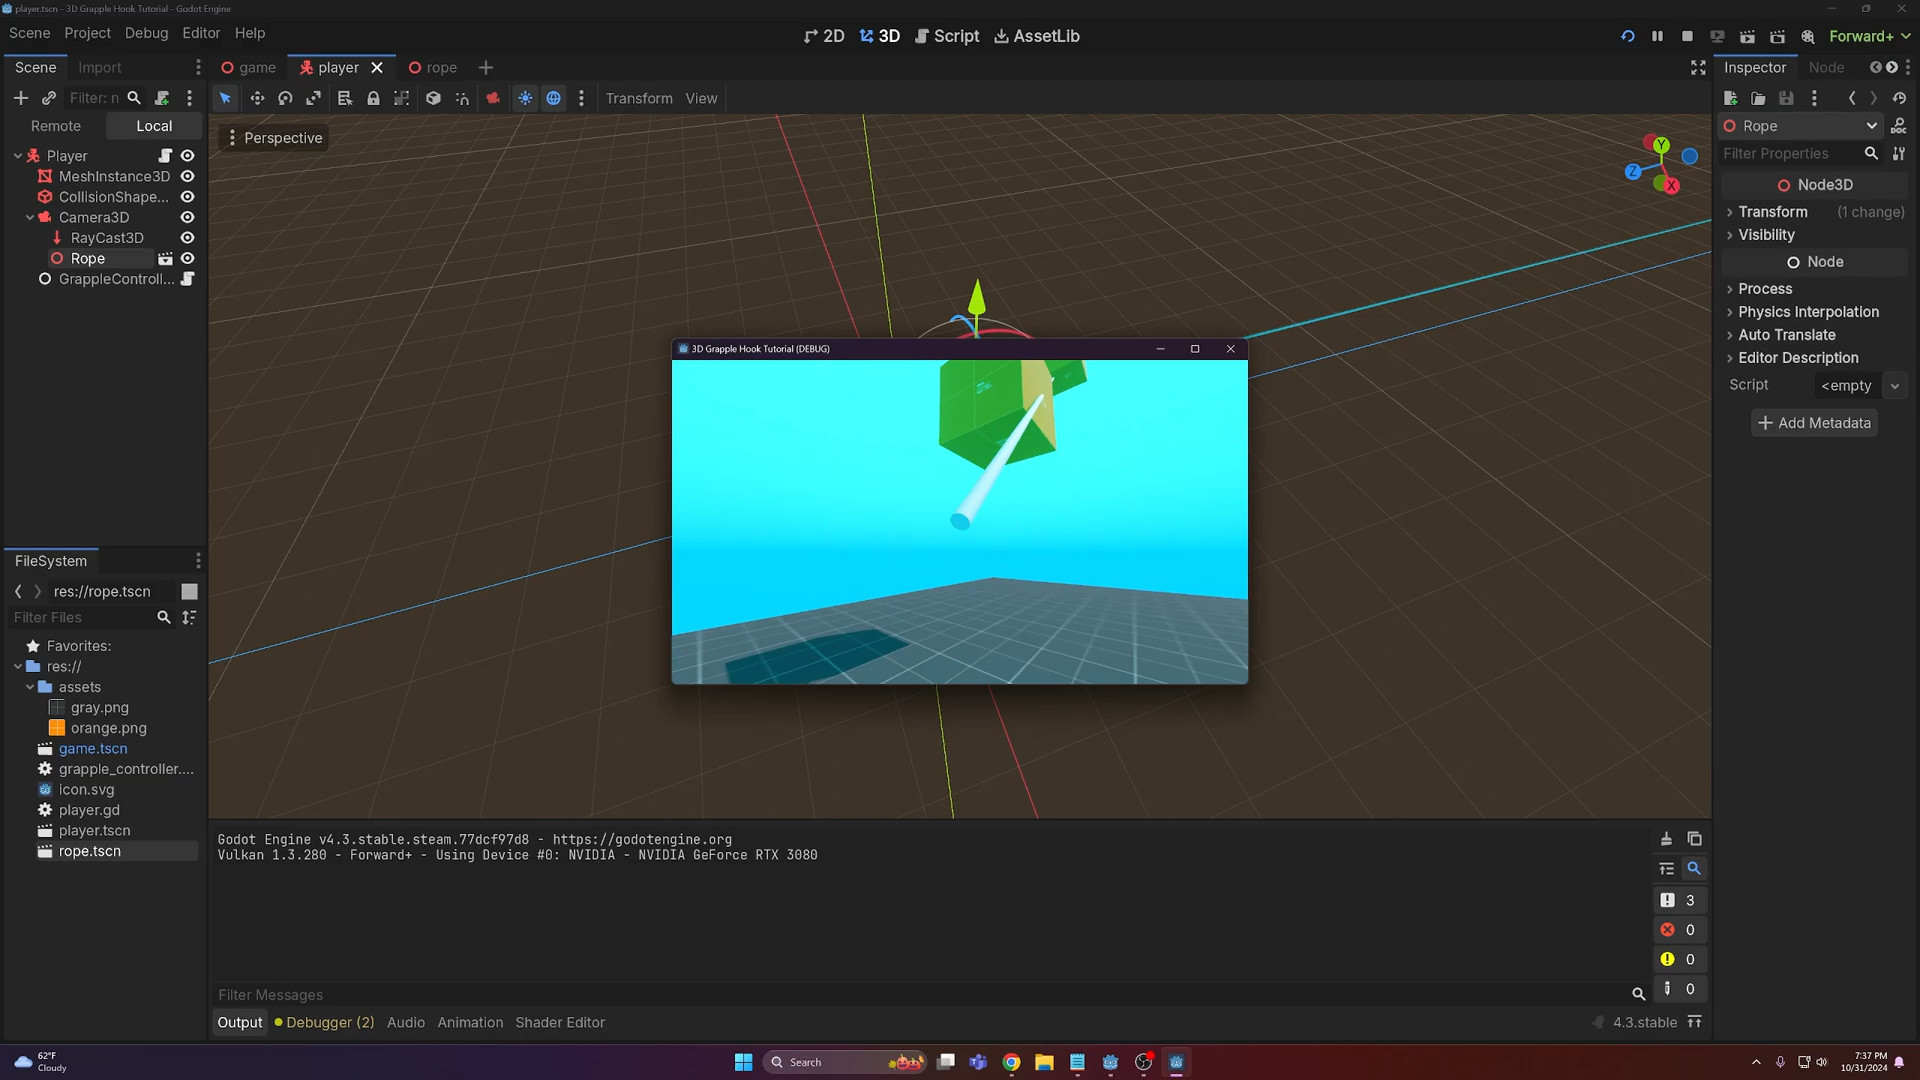 player.tscn - 3D Grapple Hook Tutorial - Godot Engine
Scene Project Debug Editor Help
2D 3D Script AssetLib
Forward+
Scene Import
game player rope
Inspector Node
Filter: n
Transform View
Remote Local
Perspective
Rope
Player
MeshInstance3D
CollisionShape...
Camera3D
RayCast3D
Rope
GrappleControll...
Y
Z
X
Filter Properties
Node3D
Transform (1 change)
Visibility
Node
Process
Physics Interpolation
Auto Translate
Editor Description
Script <empty
Add Metadata
3D Grapple Hook Tutorial (DEBUG)
FileSystem
res://rope.tscn
Filter Files
Favorites:
res://
assets
gray.png
orange.png
game.tscn
grapple_controller....
icon.svg
player.gd
player.tscn
rope.tscn
Godot Engine v4.3.stable.steam.77dcf97d8 - https://godotengine.org
Vulkan 1.3.280 - Forward+ - Using Device #0: NVIDIA - NVIDIA GeForce RTX 3080
3
0
0
0
Filter Messages
Output Debugger (2) Audio Animation Shader Editor
4.3.stable
62°F
Cloudy
Search
7:37 PM
10/31/2024